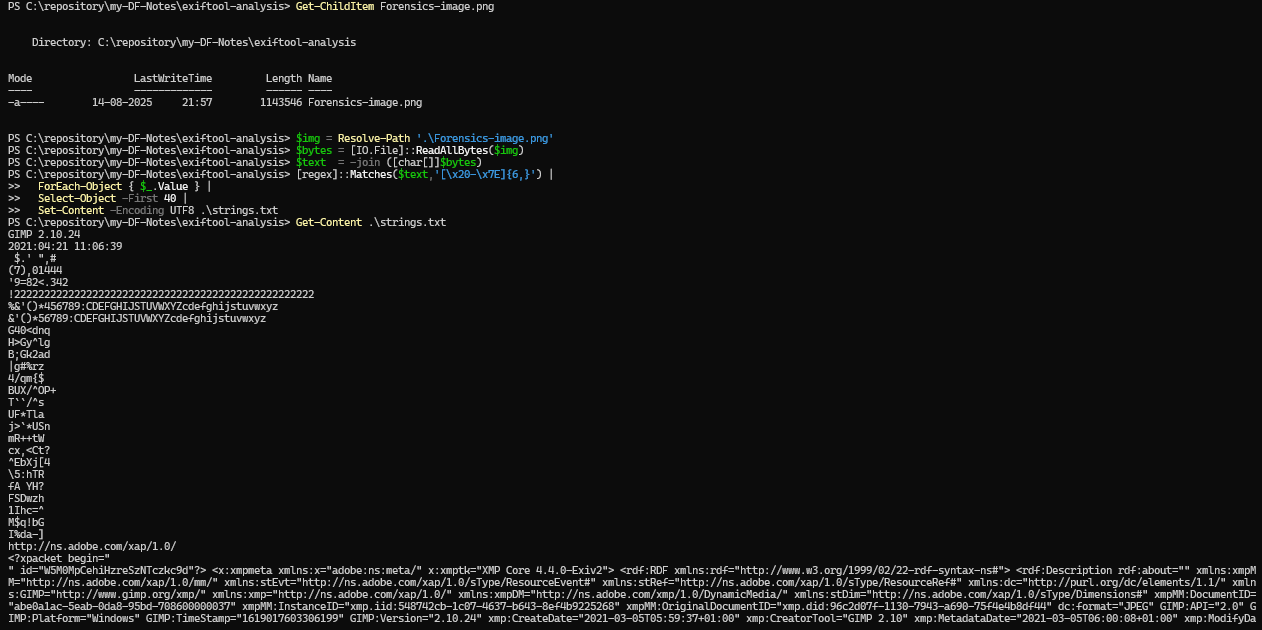 PS C:\repository\my-DF-Notes\exiftool-analysis> Get-ChildItem Forensics-image.png
Directory: C:\repository\my-DF-Notes\exiftool-analysis
Mode LastWriteTime Length Name
---- ------------- ------ ----
-a---- 14-08-2025 21:57 1143546 Forensics-image.png
PS C:\repository\my-DF-Notes\exiftool-analysis> $img = Resolve-Path '.\Forensics-image.png'
PS C:\repository\my-DF-Notes\exiftool-analysis> $bytes = [IO.File]::ReadAllBytes($img)
PS C:\repository\my-DF-Notes\exiftool-analysis> $text = -join ([char[]]$bytes)
PS C:\repository\my-DF-Notes\exiftool-analysis> [regex]::Matches($text,'[\x20-\x7E]{6,}') |
>> ForEach-Object { $_.Value } |
>> Select-Object -First 40 |
>> Set-Content -Encoding UTF8 .\strings.txt
PS C:\repository\my-DF-Notes\exiftool-analysis> Get-Content .\strings.txt
GIMP 2.10.24
2021:04:21 11:06:39
$.' ",#
(7),01444
'9=82<.342
!22222222222222222222222222222222222222222222222222
%&'()*456789:CDEFGHIJSTUVWXYZcdefghijstuvwxyz
&'()*56789:CDEFGHIJSTUVWXYZcdefghijstuvwxyz
G40<dnq
H>Gy^lg
B;Gk2ad
|g#%rz
4/qm{$
BUX/^OP+
T``/^s
UF*Tla
j>`*USn
mR++tW
cx,<Ct?
^EbXj[4
\5:hTR
fA YH?
FSDwzh
1Ihc=^
M$q!bG
I%da-]
http://ns.adobe.com/xap/1.0/
<?xpacket begin="
" id="W5M0MpCehiHzreSzNTczkc9d"?> <x:xmpmeta xmlns:x="adobe:ns:meta/" x:xmptk="XMP Core 4.4.0-Exiv2"> <rdf:RDF xmlns:rdf="http://www.w3.org/1999/02/22-rdf-syntax-ns#"> <rdf:Description rdf:about="" xmlns:xmpM
M="http://ns.adobe.com/xap/1.0/mm/" xmlns:stEvt="http://ns.adobe.com/xap/1.0/sType/ResourceEvent#" xmlns:stRef="http://ns.adobe.com/xap/1.0/sType/ResourceRef#" xmlns:dc="http://purl.org/dc/elements/1.1/" xmln
s:GIMP="http://www.gimp.org/xmp/" xmlns:xmp="http://ns.adobe.com/xap/1.0/" xmlns:xmpDM="http://ns.adobe.com/xmp/1.0/DynamicMedia/" xmlns:stDim="http://ns.adobe.com/xap/1.0/sType/Dimensions#" xmpMM:DocumentID=
"abe0a1ac-5eab-0da8-95bd-708600000037" xmpMM:InstanceID="xmp.iid:548742cb-1c07-4637-b643-8ef4b9225268" xmpMM:OriginalDocumentID="xmp.did:96c2d07f-1130-7943-a690-75f4e4b8df44" dc:format="JPEG" GIMP:API="2.0" G
IMP:Platform="Windows" GIMP:TimeStamp="1619017603306199" GIMP:Version="2.10.24" xmp:CreateDate="2021-03-05T05:59:37+01:00" xmp:CreatorTool="GIMP 2.10" xmp:MetadataDate="2021-03-05T06:00:08+01:00" xmp:ModifyDa